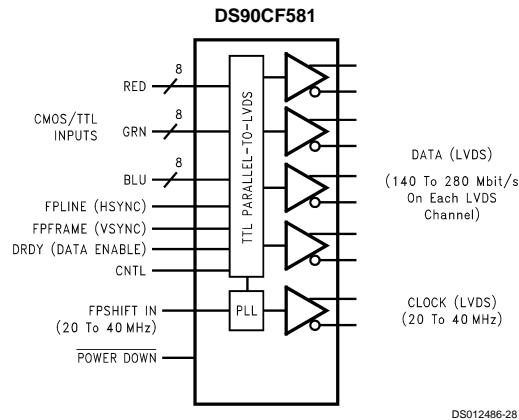 DS90CF581
RED
8
CMOS/TTL
INPUTS
GRN
8
BLU
8
FPLINE (HSYNC)
FPFRAME (VSYNC)
DRDY (DATA ENABLE)
CNTL
FPSHIFT IN
(20 To 40 MHz)
POWER DOWN
TTL PARALLEL-TO-LVDS
PLL
DATA (LVDS)
(140 To 280 Mbit/s
On Each LVDS
Channel)
CLOCK (LVDS)
(20 To 40 MHz)
DS012486-28